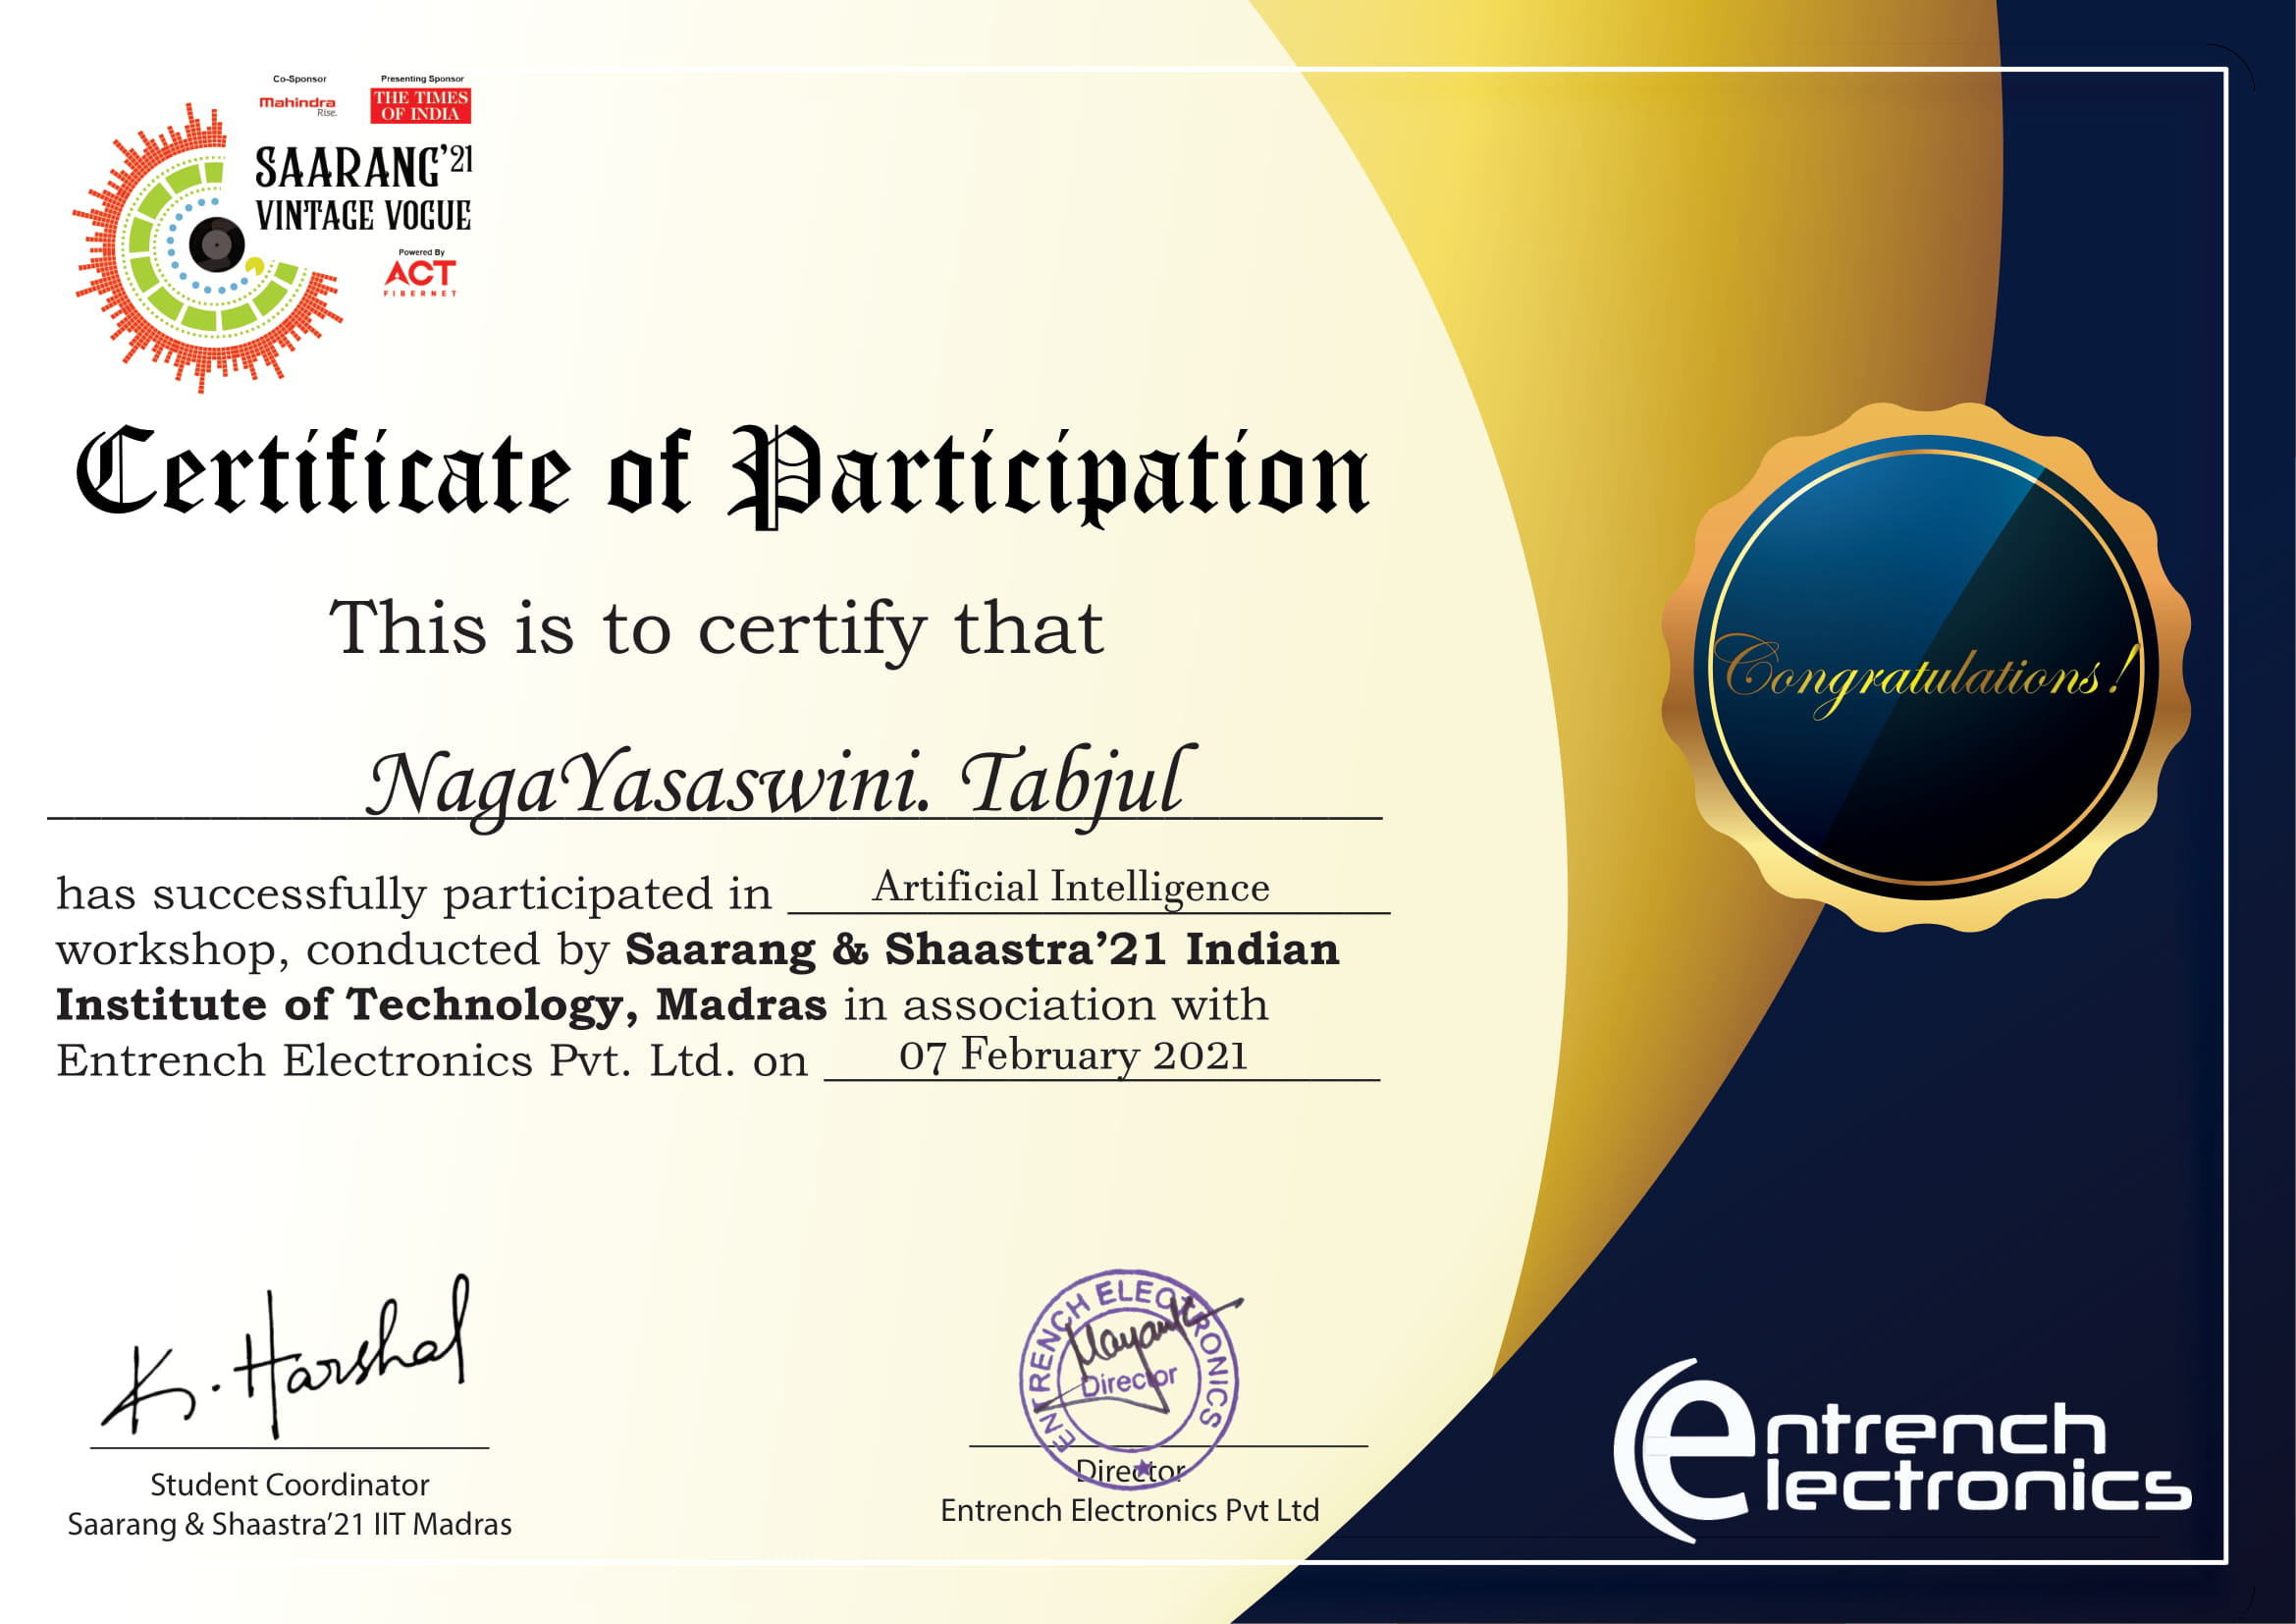 Co-Sponsor Presenting Sponsor
Mahindra Rise. THE TIMES OF INDIA
SAARANG'21
VINTAGE VOGUE
Powered By
ACT
FIBERNET
Certificate of Participation
This is to certify that
NagaYasaswini. Tabjul
has successfully participated in Artificial Intelligence
workshop, conducted by Saarang & Shaastra'21 Indian
Institute of Technology, Madras in association with
Entrench Electronics Pvt. Ltd. on 07 February 2021
Congratulations!
K. Harshal
Student Coordinator
Saarang & Shaastra'21 IIT Madras
ENTRENCH ELECTRONICS
Mayank
Director
Director
Entrench Electronics Pvt Ltd
entrench
electronics